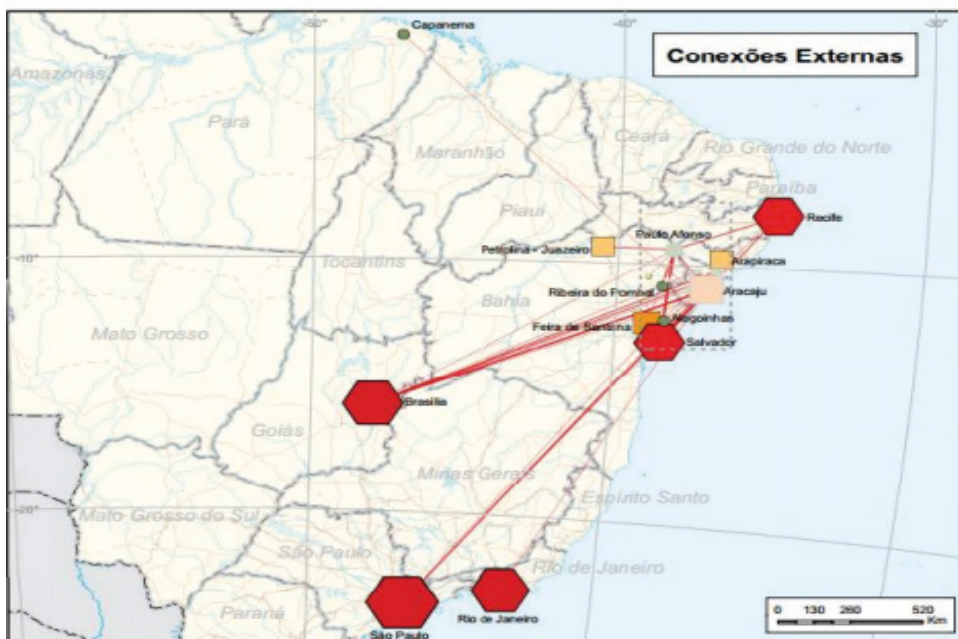 -50°
-40°
-30°
Capanema
Conexões Externas
Amazonas
Pará
Ceará
Maranhão
Rio Grande do Norte
Paraíba
Piauí
Recife
Paulo Afonso
Petrolina - Juazeiro
Arapiraca
-10°
-10°
Tocantins
Bahia
Ribeira do Pombal
Aracaju
Mato Grosso
Alagoinhas
Feira de Santana
Salvador
Brasília
Goiás
Minas Gerais
Espírito Santo
-20°
-20°
Mato Grosso do Sul
São Paulo
Rio de Janeiro
Paraná
Rio de Janeiro
São Paulo
0 130 260 520
Km